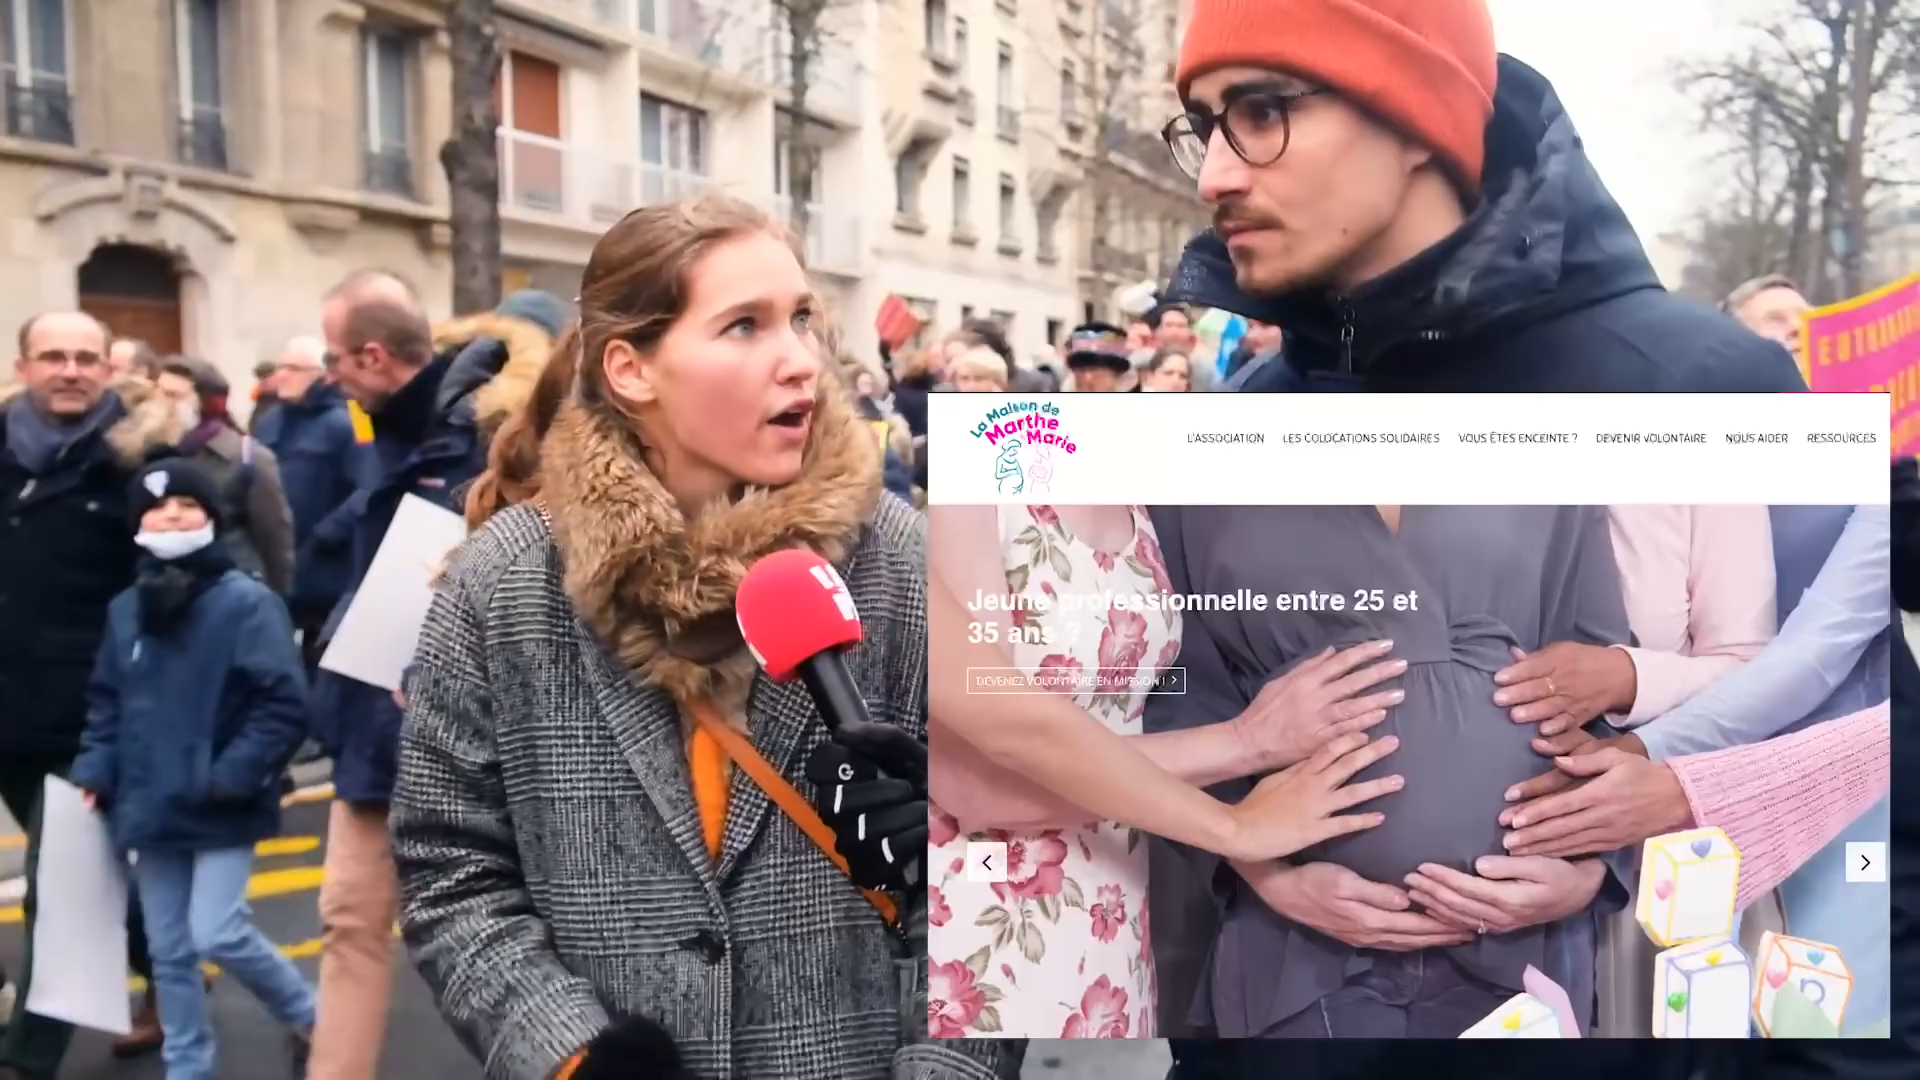 La Maison de
Marthe
Marie
L'ASSOCIATION
LES COLOCATIONS SOLIDAIRES
VOUS ÊTES ENCEINTE ?
DEVENIR VOLONTAIRE
NOUS AIDER
RESSOURCES
Jeune professionnelle entre 25 et
35 ans ?
DEVENEZ VOLONTAIRE EN MISSION !